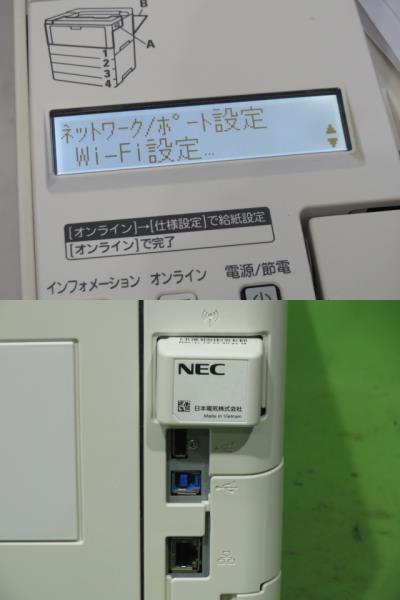 B
A
1
2
3
4
ネットワーク/ポート設定
Wi-Fi設定…
[オンライン]→[仕様設定]で給紙設定
[オンライン]で完了
インフォメーション オンライン 電源/節電
NEC
日本電気株式会社
Made in Vietnam